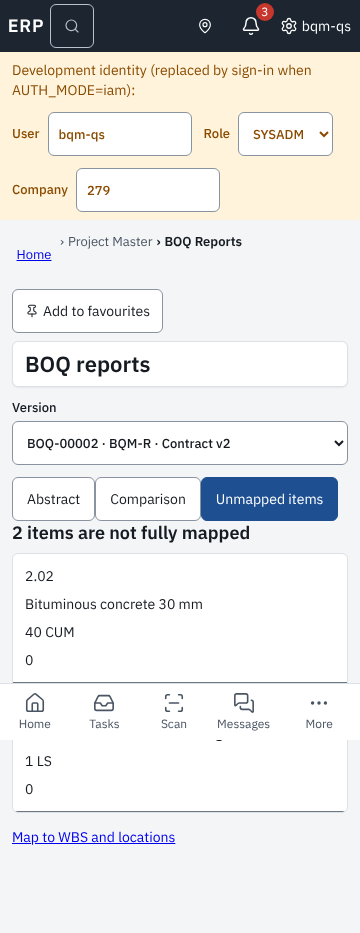 ERP
3
bqm-qs
Development identity (replaced by sign-in when
AUTH_MODE=iam):
User
bqm-qs
Role
SYSADM
Company
279
Home
› Project Master › BOQ Reports
Add to favourites
BOQ reports
Version
BOQ-00002 · BQM-R · Contract v2
Abstract
Comparison
Unmapped items
2 items are not fully mapped
2.02
Bituminous concrete 30 mm
40 CUM
0
Home
Tasks
Scan
Messages
More
1 LS
0
Map to WBS and locations